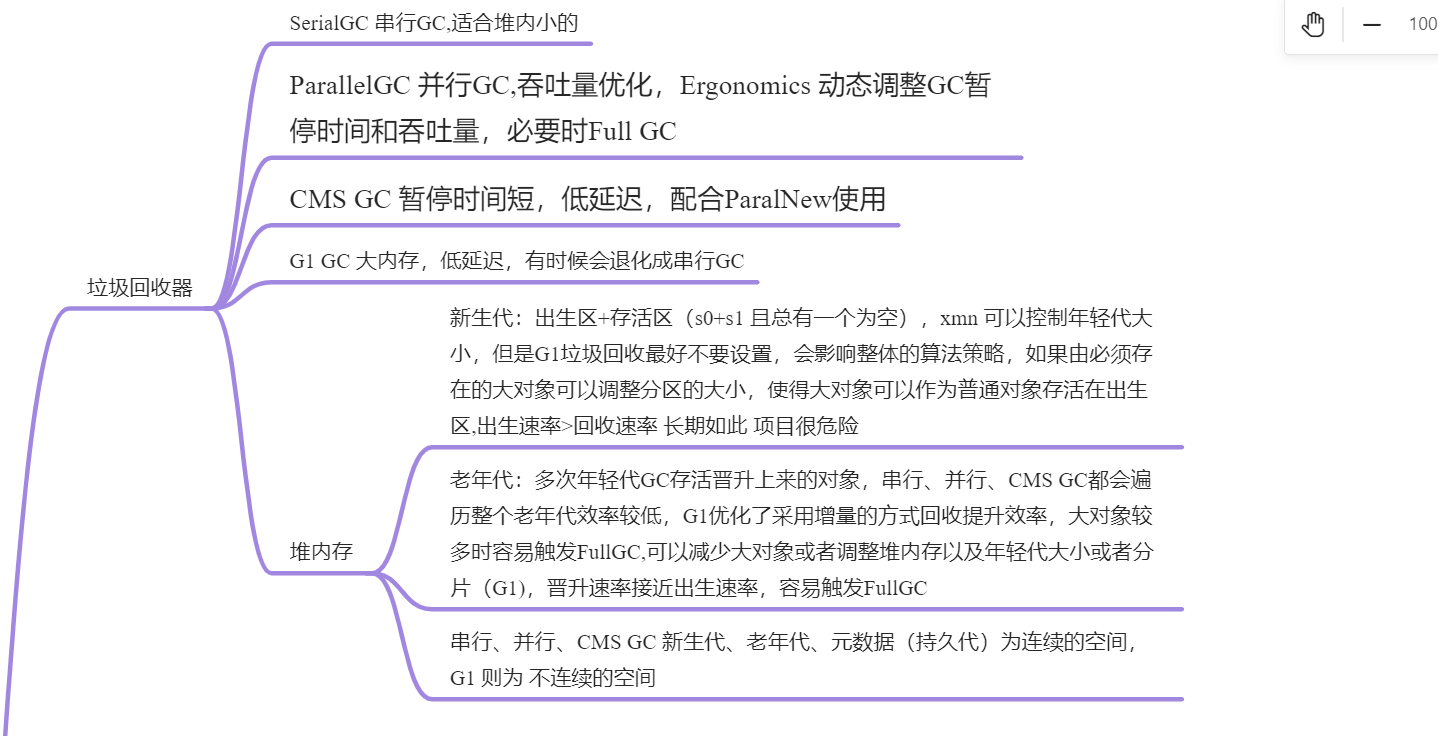 SerialGC 串行GC,适合堆内小的
100
ParallelGC 并行GC,吞吐量优化，Ergonomics 动态调整GC暂
停时间和吞吐量，必要时Full GC
CMS GC 暂停时间短，低延迟，配合ParalNew使用
G1 GC 大内存，低延迟，有时候会退化成串行GC
垃圾回收器
新生代：出生区+存活区（s0+s1 且总有一个为空），xmn 可以控制年轻代大
小，但是G1垃圾回收最好不要设置，会影响整体的算法策略，如果由必须存
在的大对象可以调整分区的大小，使得大对象可以作为普通对象存活在出生
区,出生速率>回收速率 长期如此 项目很危险
堆内存
老年代：多次年轻代GC存活晋升上来的对象，串行、并行、CMS GC都会遍
历整个老年代效率较低，G1优化了采用增量的方式回收提升效率，大对象较
多时容易触发FullGC,可以减少大对象或者调整堆内存以及年轻代大小或者分
片（G1)，晋升速率接近出生速率，容易触发FullGC
串行、并行、CMS GC 新生代、老年代、元数据（持久代）为连续的空间，
G1 则为 不连续的空间